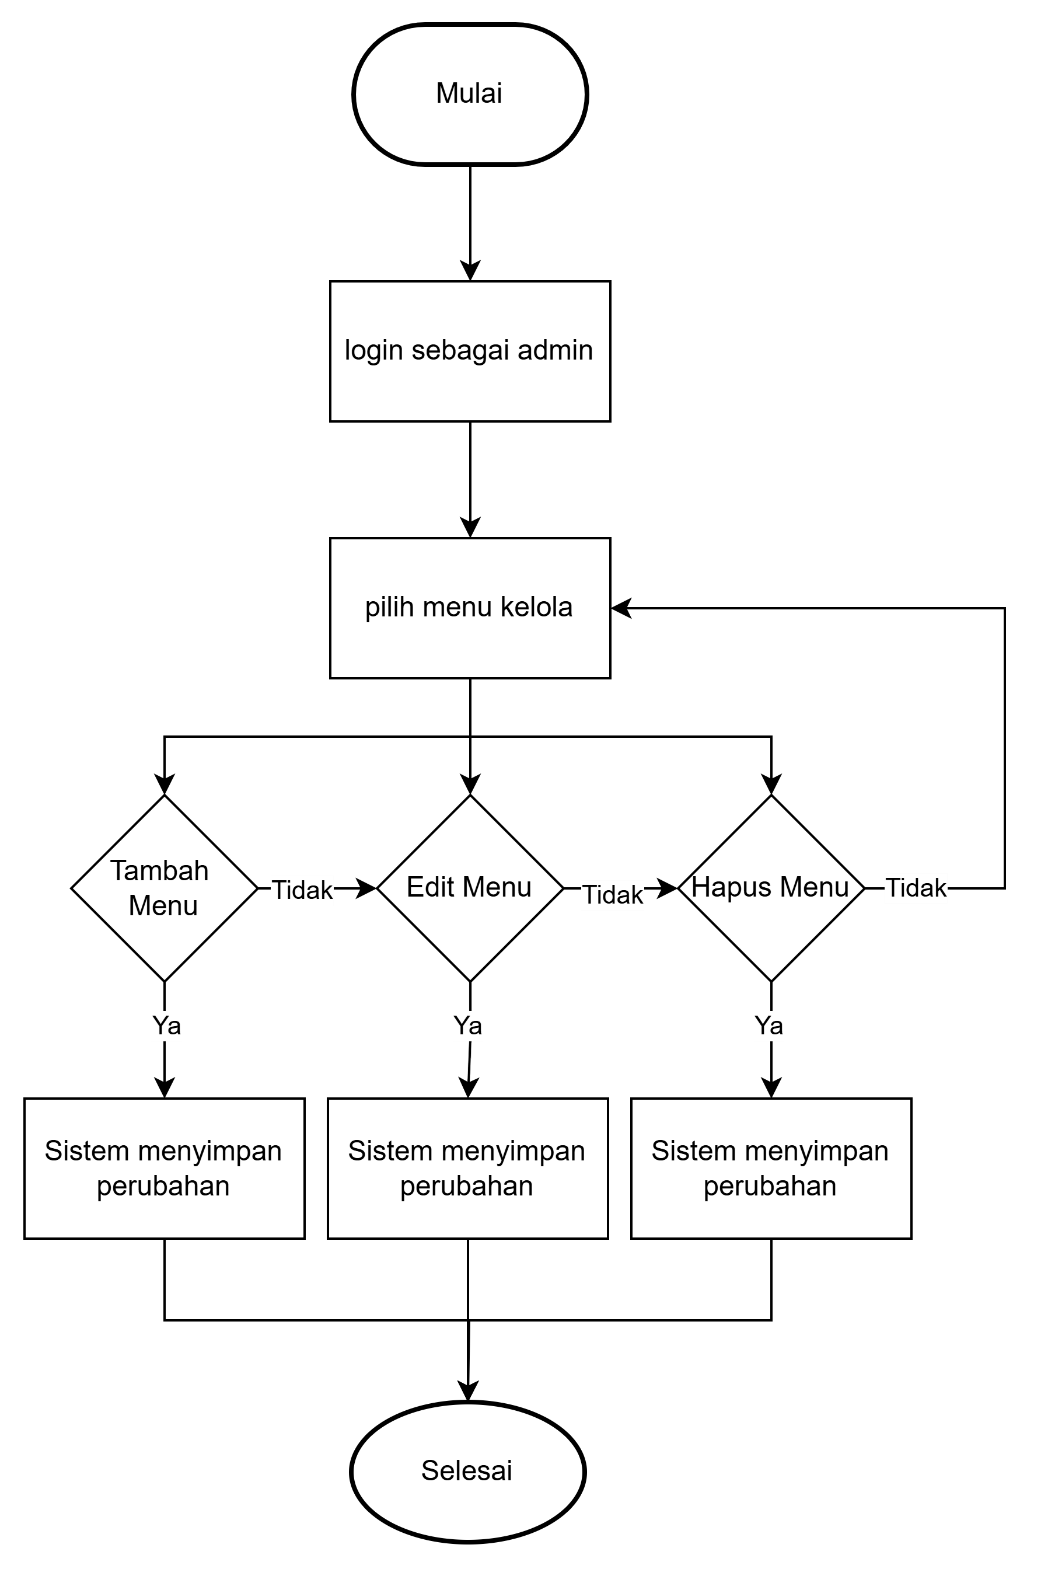 Mulai
login sebagai admin
pilih menu kelola
Tambah
Menu
Tidak
Edit Menu
Tidak
Hapus Menu
Tidak
Ya
Ya
Ya
Sistem menyimpan
perubahan
Sistem menyimpan
perubahan
Sistem menyimpan
perubahan
Selesai